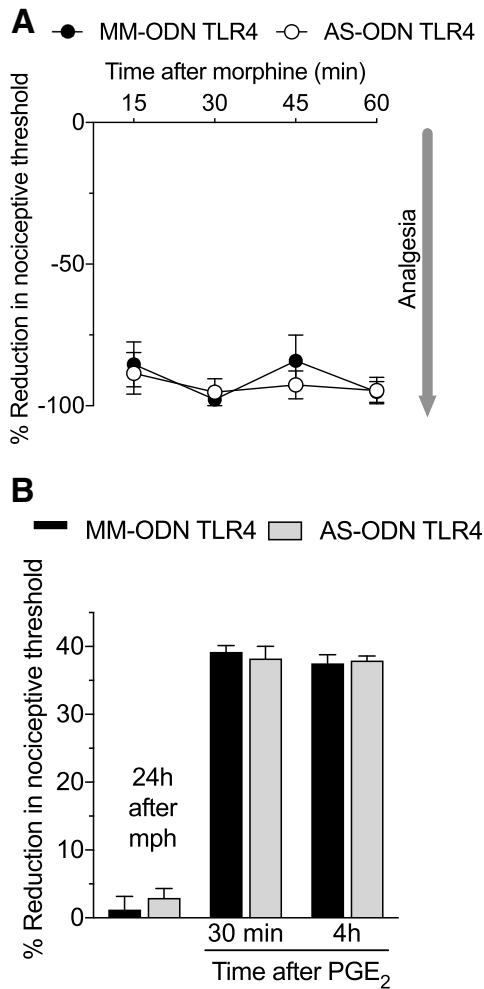 A
MM-ODN TLR4 AS-ODN TLR4
Time after morphine (min)
15 30 45 60
% Reduction in nociceptive threshold
0
-50
-100
Analgesia
B
MM-ODN TLR4 AS-ODN TLR4
% Reduction in nociceptive threshold
40
30
20
10
0
24h
after
mph
30 min 4h
Time after PGE2